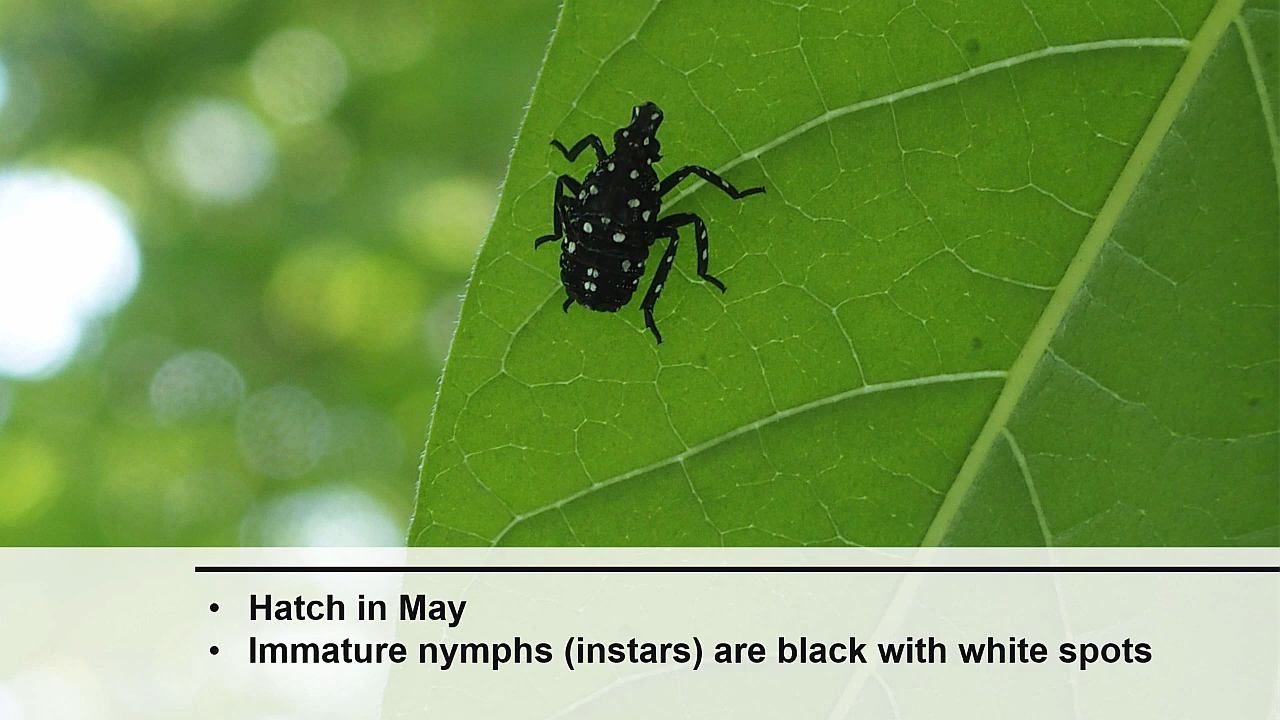 • Hatch in May
• Immature nymphs (instars) are black with white spots